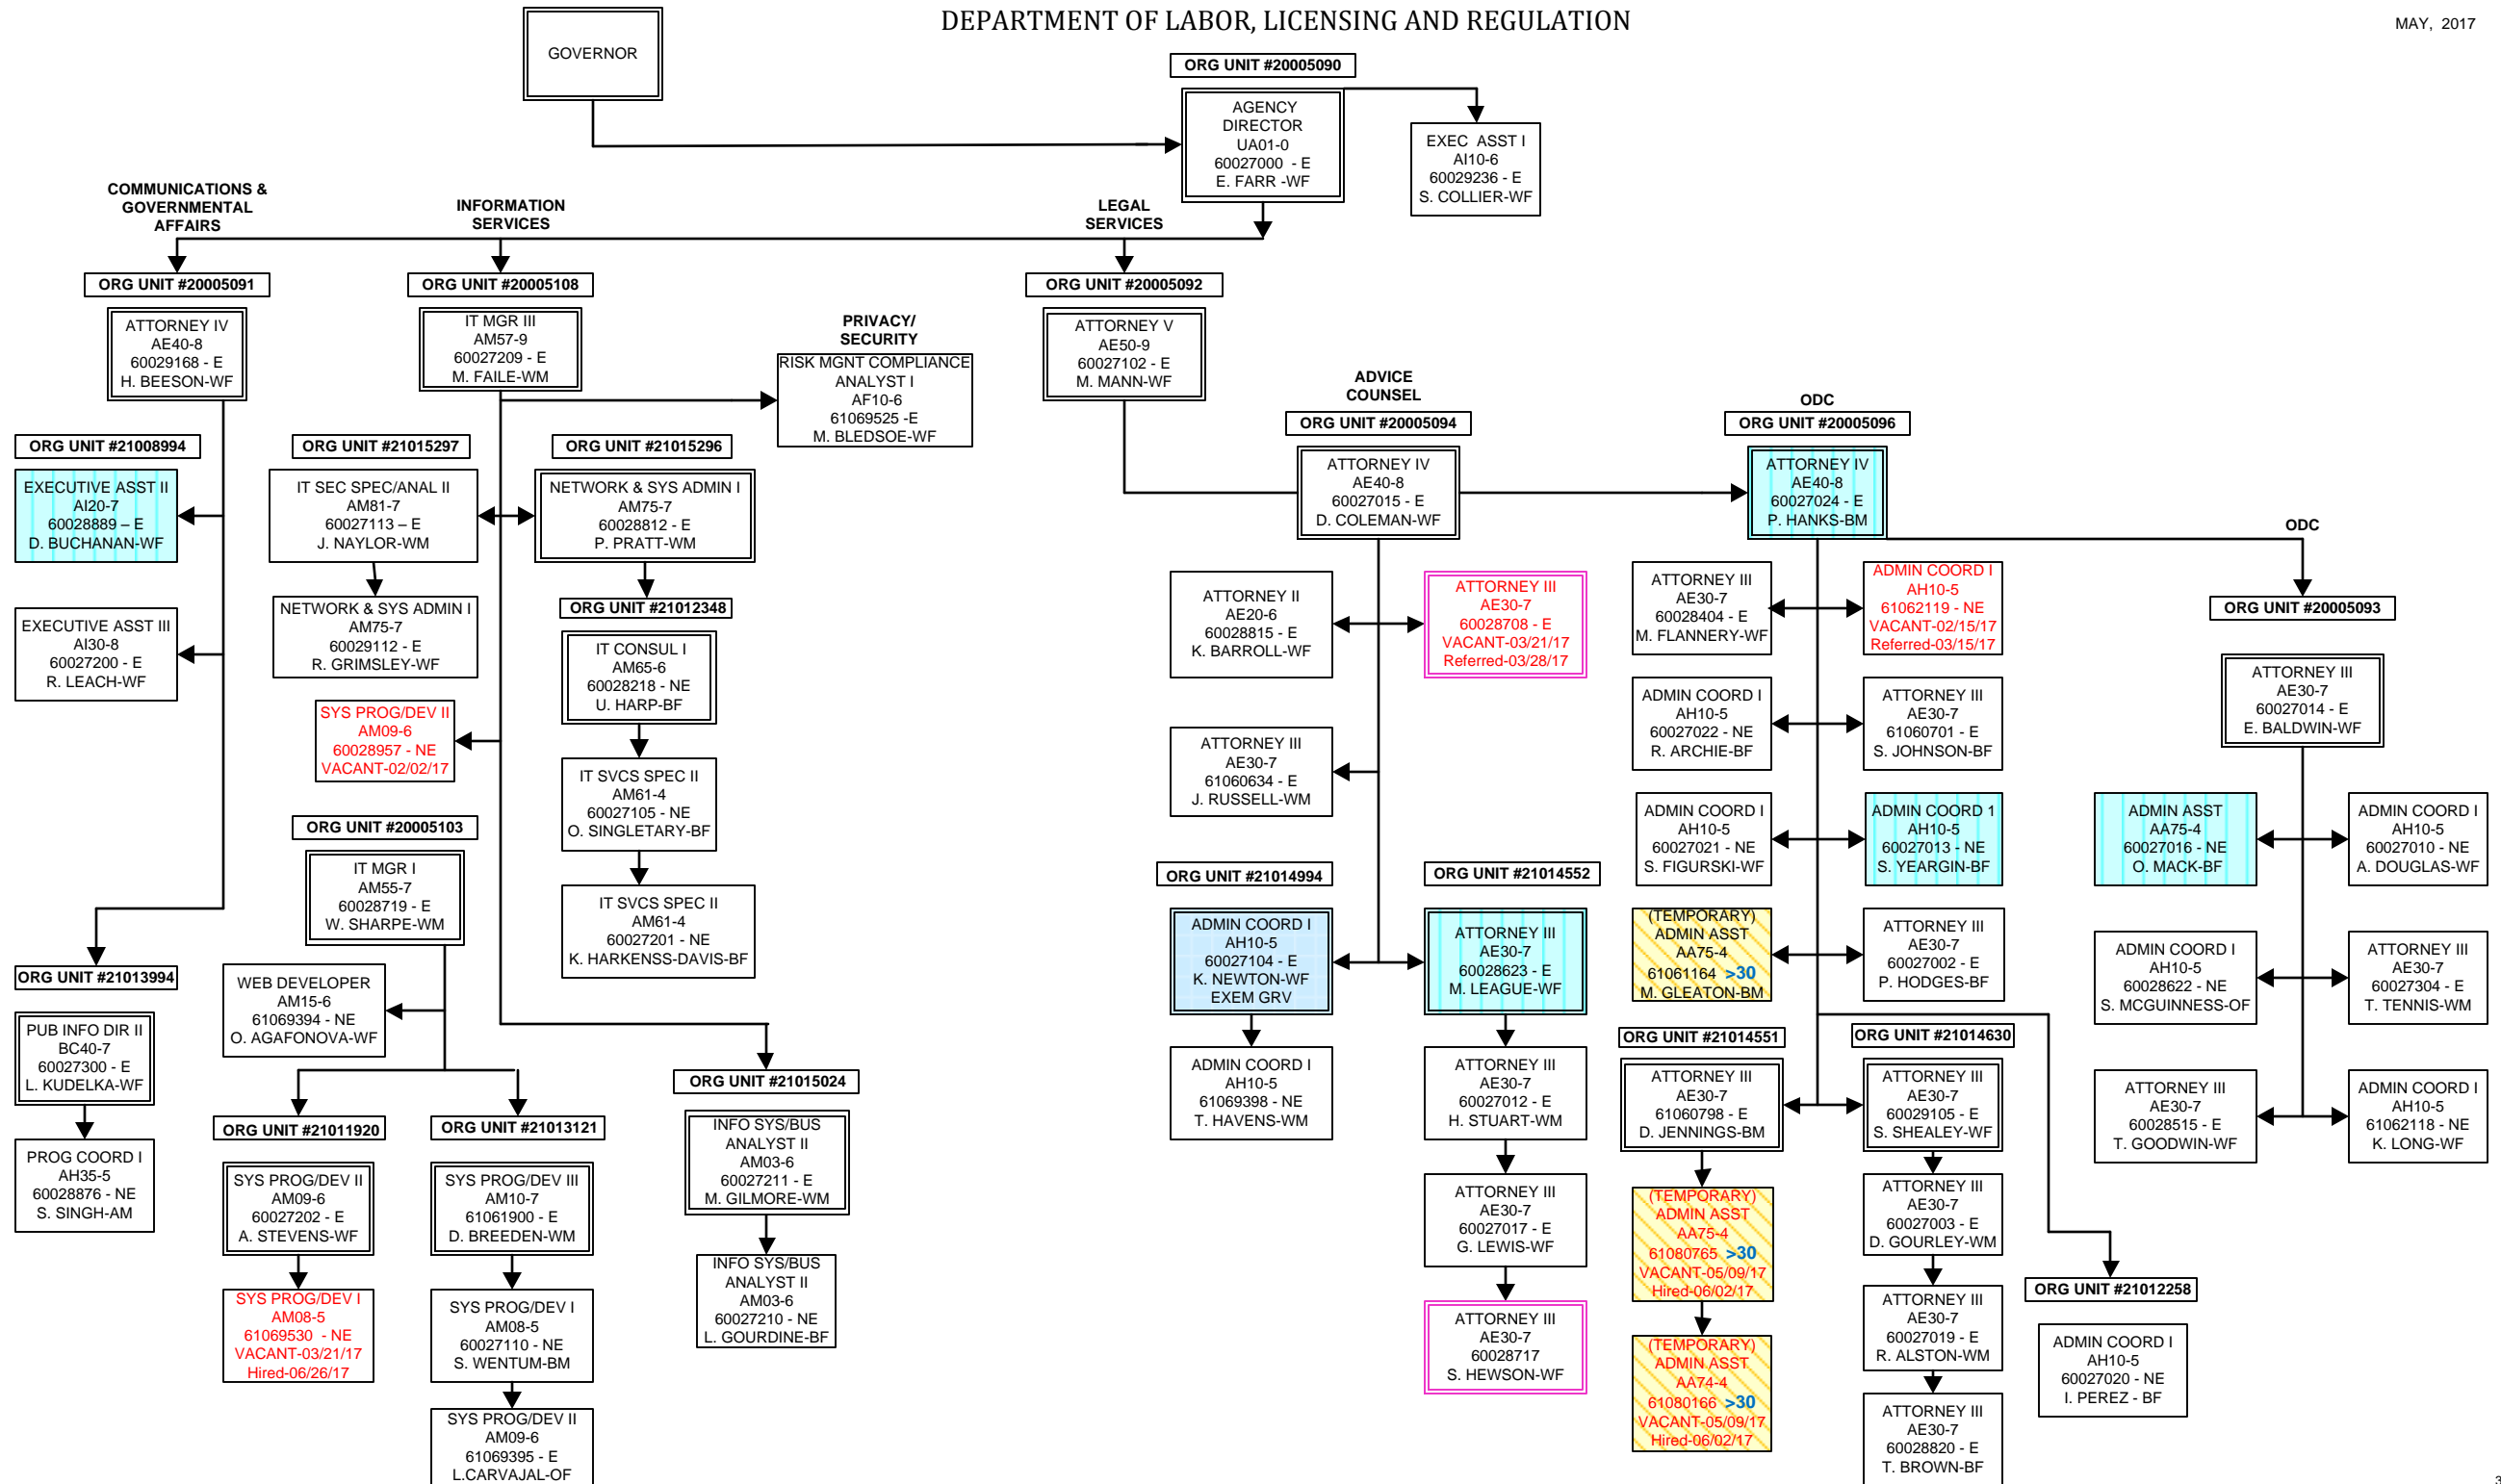 DEPARTMENT OF LABOR, LICENSING AND REGULATION
MAY, 2017
GOVERNOR
ORG UNIT #20005090
AGENCY
DIRECTOR
UA01-0
60027000 - E
E. FARR -WF
EXEC ASST I
AI10-6
60029236 - E
S. COLLIER-WF
COMMUNICATIONS &
GOVERNMENTAL
AFFAIRS
INFORMATION
SERVICES
LEGAL
SERVICES
ORG UNIT #20005091
ATTORNEY IV
AE40-8
60029168 - E
H. BEESON-WF
ORG UNIT #20005108
IT MGR III
AM57-9
60027209 - E
M. FAILE-WM
PRIVACY/
SECURITY
RISK MGNT COMPLIANCE
ANALYST I
AF10-6
61069525 -E
M. BLEDSOE-WF
ORG UNIT #20005092
ATTORNEY V
AE50-9
60027102 - E
M. MANN-WF
ADVICE
COUNSEL
ORG UNIT #20005094
ATTORNEY IV
AE40-8
60027015 - E
D. COLEMAN-WF
ODC
ORG UNIT #20005096
ATTORNEY IV
AE40-8
60027024 - E
P. HANKS-BM
ODC
ORG UNIT #20005093
ATTORNEY III
AE30-7
60027014 - E
E. BALDWIN-WF
ORG UNIT #21008994
EXECUTIVE ASST II
AI20-7
60028889 – E
D. BUCHANAN-WF
EXECUTIVE ASST III
AI30-8
60027200 - E
R. LEACH-WF
ORG UNIT #21013994
PUB INFO DIR II
BC40-7
60027300 - E
L. KUDELKA-WF
PROG COORD I
AH35-5
60028876 - NE
S. SINGH-AM
ORG UNIT #21015297
IT SEC SPEC/ANAL II
AM81-7
60027113 – E
J. NAYLOR-WM
NETWORK & SYS ADMIN I
AM75-7
60029112 - E
R. GRIMSLEY-WF
ORG UNIT #21015296
NETWORK & SYS ADMIN I
AM75-7
60028812 - E
P. PRATT-WM
ORG UNIT #21012348
IT CONSUL I
AM65-6
60028218 - NE
U. HARP-BF
IT SVCS SPEC II
AM61-4
60027105 - NE
O. SINGLETARY-BF
IT SVCS SPEC II
AM61-4
60027201 - NE
K. HARKENSS-DAVIS-BF
SYS PROG/DEV II
AM09-6
60028957 - NE
VACANT-02/02/17
ORG UNIT #20005103
IT MGR I
AM55-7
60028719 - E
W. SHARPE-WM
WEB DEVELOPER
AM15-6
61069394 - NE
O. AGAFONOVA-WF
ORG UNIT #21011920
SYS PROG/DEV II
AM09-6
60027202 - E
A. STEVENS-WF
SYS PROG/DEV I
AM08-5
61069530 - NE
VACANT-03/21/17
Hired-06/26/17
ORG UNIT #21013121
SYS PROG/DEV III
AM10-7
61061900 - E
D. BREEDEN-WM
SYS PROG/DEV I
AM08-5
60027110 - NE
S. WENTUM-BM
SYS PROG/DEV II
AM09-6
61069395 - E
L.CARVAJAL-OF
ORG UNIT #21015024
INFO SYS/BUS
ANALYST II
AM03-6
60027211 - E
M. GILMORE-WM
INFO SYS/BUS
ANALYST II
AM03-6
60027210 - NE
L. GOURDINE-BF
ATTORNEY II
AE20-6
60028815 - E
K. BARROLL-WF
ATTORNEY III
AE30-7
60028708 - E
VACANT-03/21/17
Referred-03/28/17
ATTORNEY III
AE30-7
61060634 - E
J. RUSSELL-WM
ORG UNIT #21014994
ADMIN COORD I
AH10-5
60027104 - E
K. NEWTON-WF
EXEM GRV
ADMIN COORD I
AH10-5
61069398 - NE
T. HAVENS-WM
ORG UNIT #21014552
ATTORNEY III
AE30-7
60028623 - E
M. LEAGUE-WF
ATTORNEY III
AE30-7
60027012 - E
H. STUART-WM
ATTORNEY III
AE30-7
60027017 - E
G. LEWIS-WF
ATTORNEY III
AE30-7
60028717
S. HEWSON-WF
ATTORNEY III
AE30-7
60028404 - E
M. FLANNERY-WF
ADMIN COORD I
AH10-5
61062119 - NE
VACANT-02/15/17
Referred-03/15/17
ADMIN COORD I
AH10-5
60027022 - NE
R. ARCHIE-BF
ATTORNEY III
AE30-7
61060701 - E
S. JOHNSON-BF
ADMIN COORD I
AH10-5
60027021 - NE
S. FIGURSKI-WF
ADMIN COORD 1
AH10-5
60027013 - NE
S. YEARGIN-BF
(TEMPORARY)
ADMIN ASST
AA75-4
61061164 >30
M. GLEATON-BM
ATTORNEY III
AE30-7
60027002 - E
P. HODGES-BF
ORG UNIT #21014551
ATTORNEY III
AE30-7
61060798 - E
D. JENNINGS-BM
(TEMPORARY)
ADMIN ASST
AA75-4
61080765 >30
VACANT-05/09/17
Hired-06/02/17
(TEMPORARY)
ADMIN ASST
AA74-4
61080166 >30
VACANT-05/09/17
Hired-06/02/17
ORG UNIT #21014630
ATTORNEY III
AE30-7
60029105 - E
S. SHEALEY-WF
ATTORNEY III
AE30-7
60027003 - E
D. GOURLEY-WM
ATTORNEY III
AE30-7
60027019 - E
R. ALSTON-WM
ATTORNEY III
AE30-7
60028820 - E
T. BROWN-BF
ORG UNIT #21012258
ADMIN COORD I
AH10-5
60027020 - NE
I. PEREZ - BF
ADMIN ASST
AA75-4
60027016 - NE
O. MACK-BF
ADMIN COORD I
AH10-5
60027010 - NE
A. DOUGLAS-WF
ADMIN COORD I
AH10-5
60028622 - NE
S. MCGUINNESS-OF
ATTORNEY III
AE30-7
60027304 - E
T. TENNIS-WM
ATTORNEY III
AE30-7
60028515 - E
T. GOODWIN-WF
ADMIN COORD I
AH10-5
61062118 - NE
K. LONG-WF
3